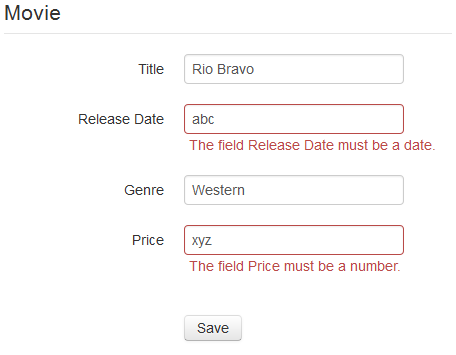 Movie
Title Rio Bravo
Release Date abc
The field Release Date must be a date.
Genre Western
Price xyz
The field Price must be a number.
Save